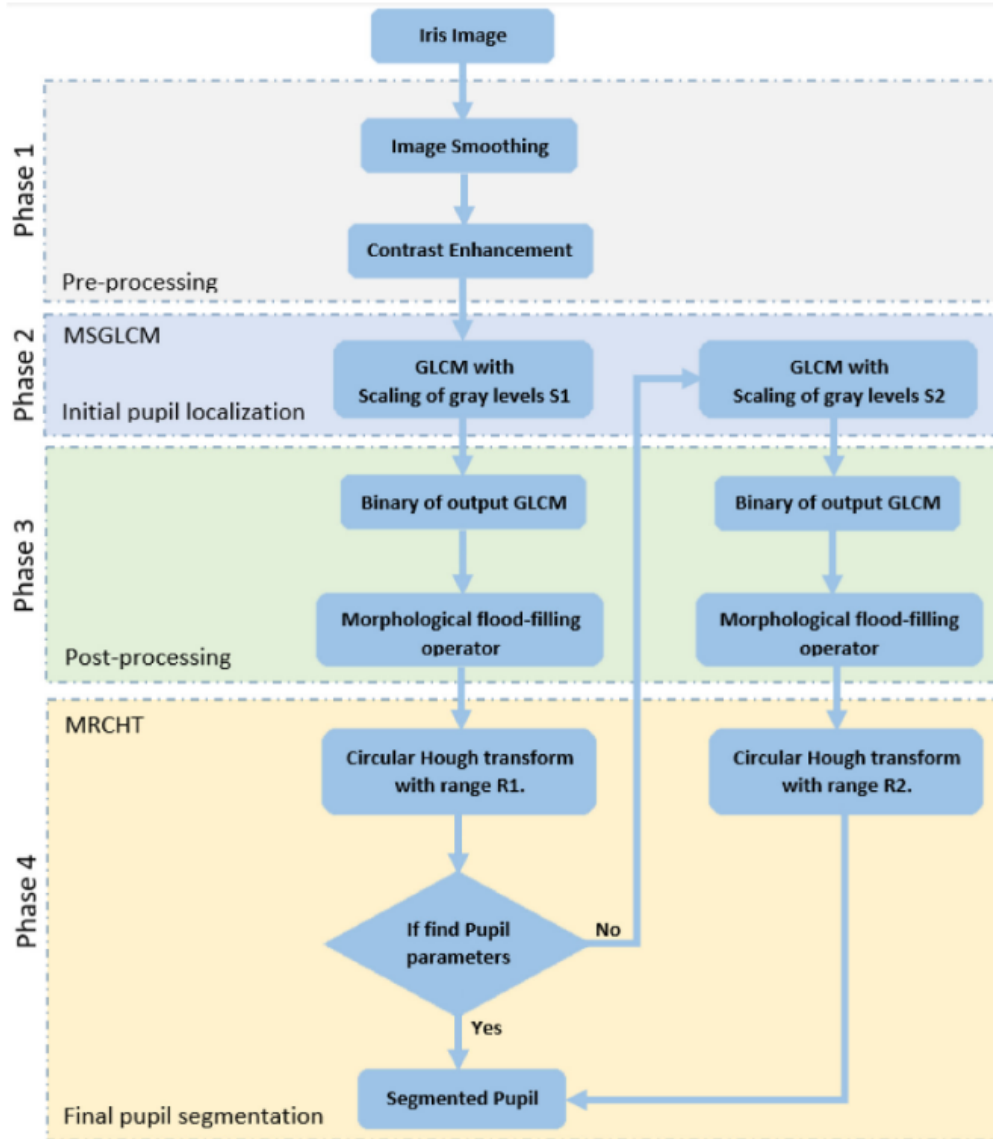 Iris Image
Phase 1
Image Smoothing
Contrast Enhancement
Pre-processing
Phase 2
MSGLCM
GLCM with
Scaling of gray levels S1
GLCM with
Scaling of gray levels S2
Initial pupil localization
Phase 3
Binary of output GLCM
Binary of output GLCM
Morphological flood-filling
operator
Morphological flood-filling
operator
Post-processing
Phase 4
MRCHT
Circular Hough transform
with range R1.
Circular Hough transform
with range R2.
If find Pupil
parameters
No
Yes
Segmented Pupil
Final pupil segmentation